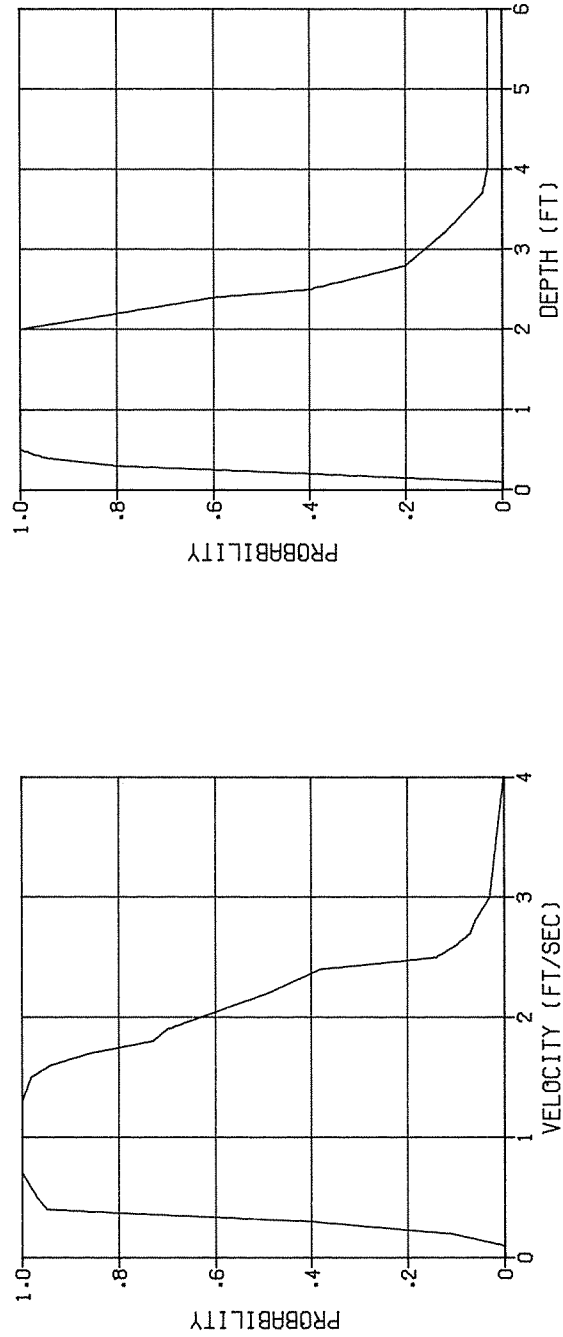 PROBABILITY
1.0
.8
.6
.4
.2
0
0 1 2 3 4
VELOCITY (FT/SEC)
PROBABILITY
1.0
.8
.6
.4
.2
0
0 1 2 3 4 5 6
DEPTH (FT)